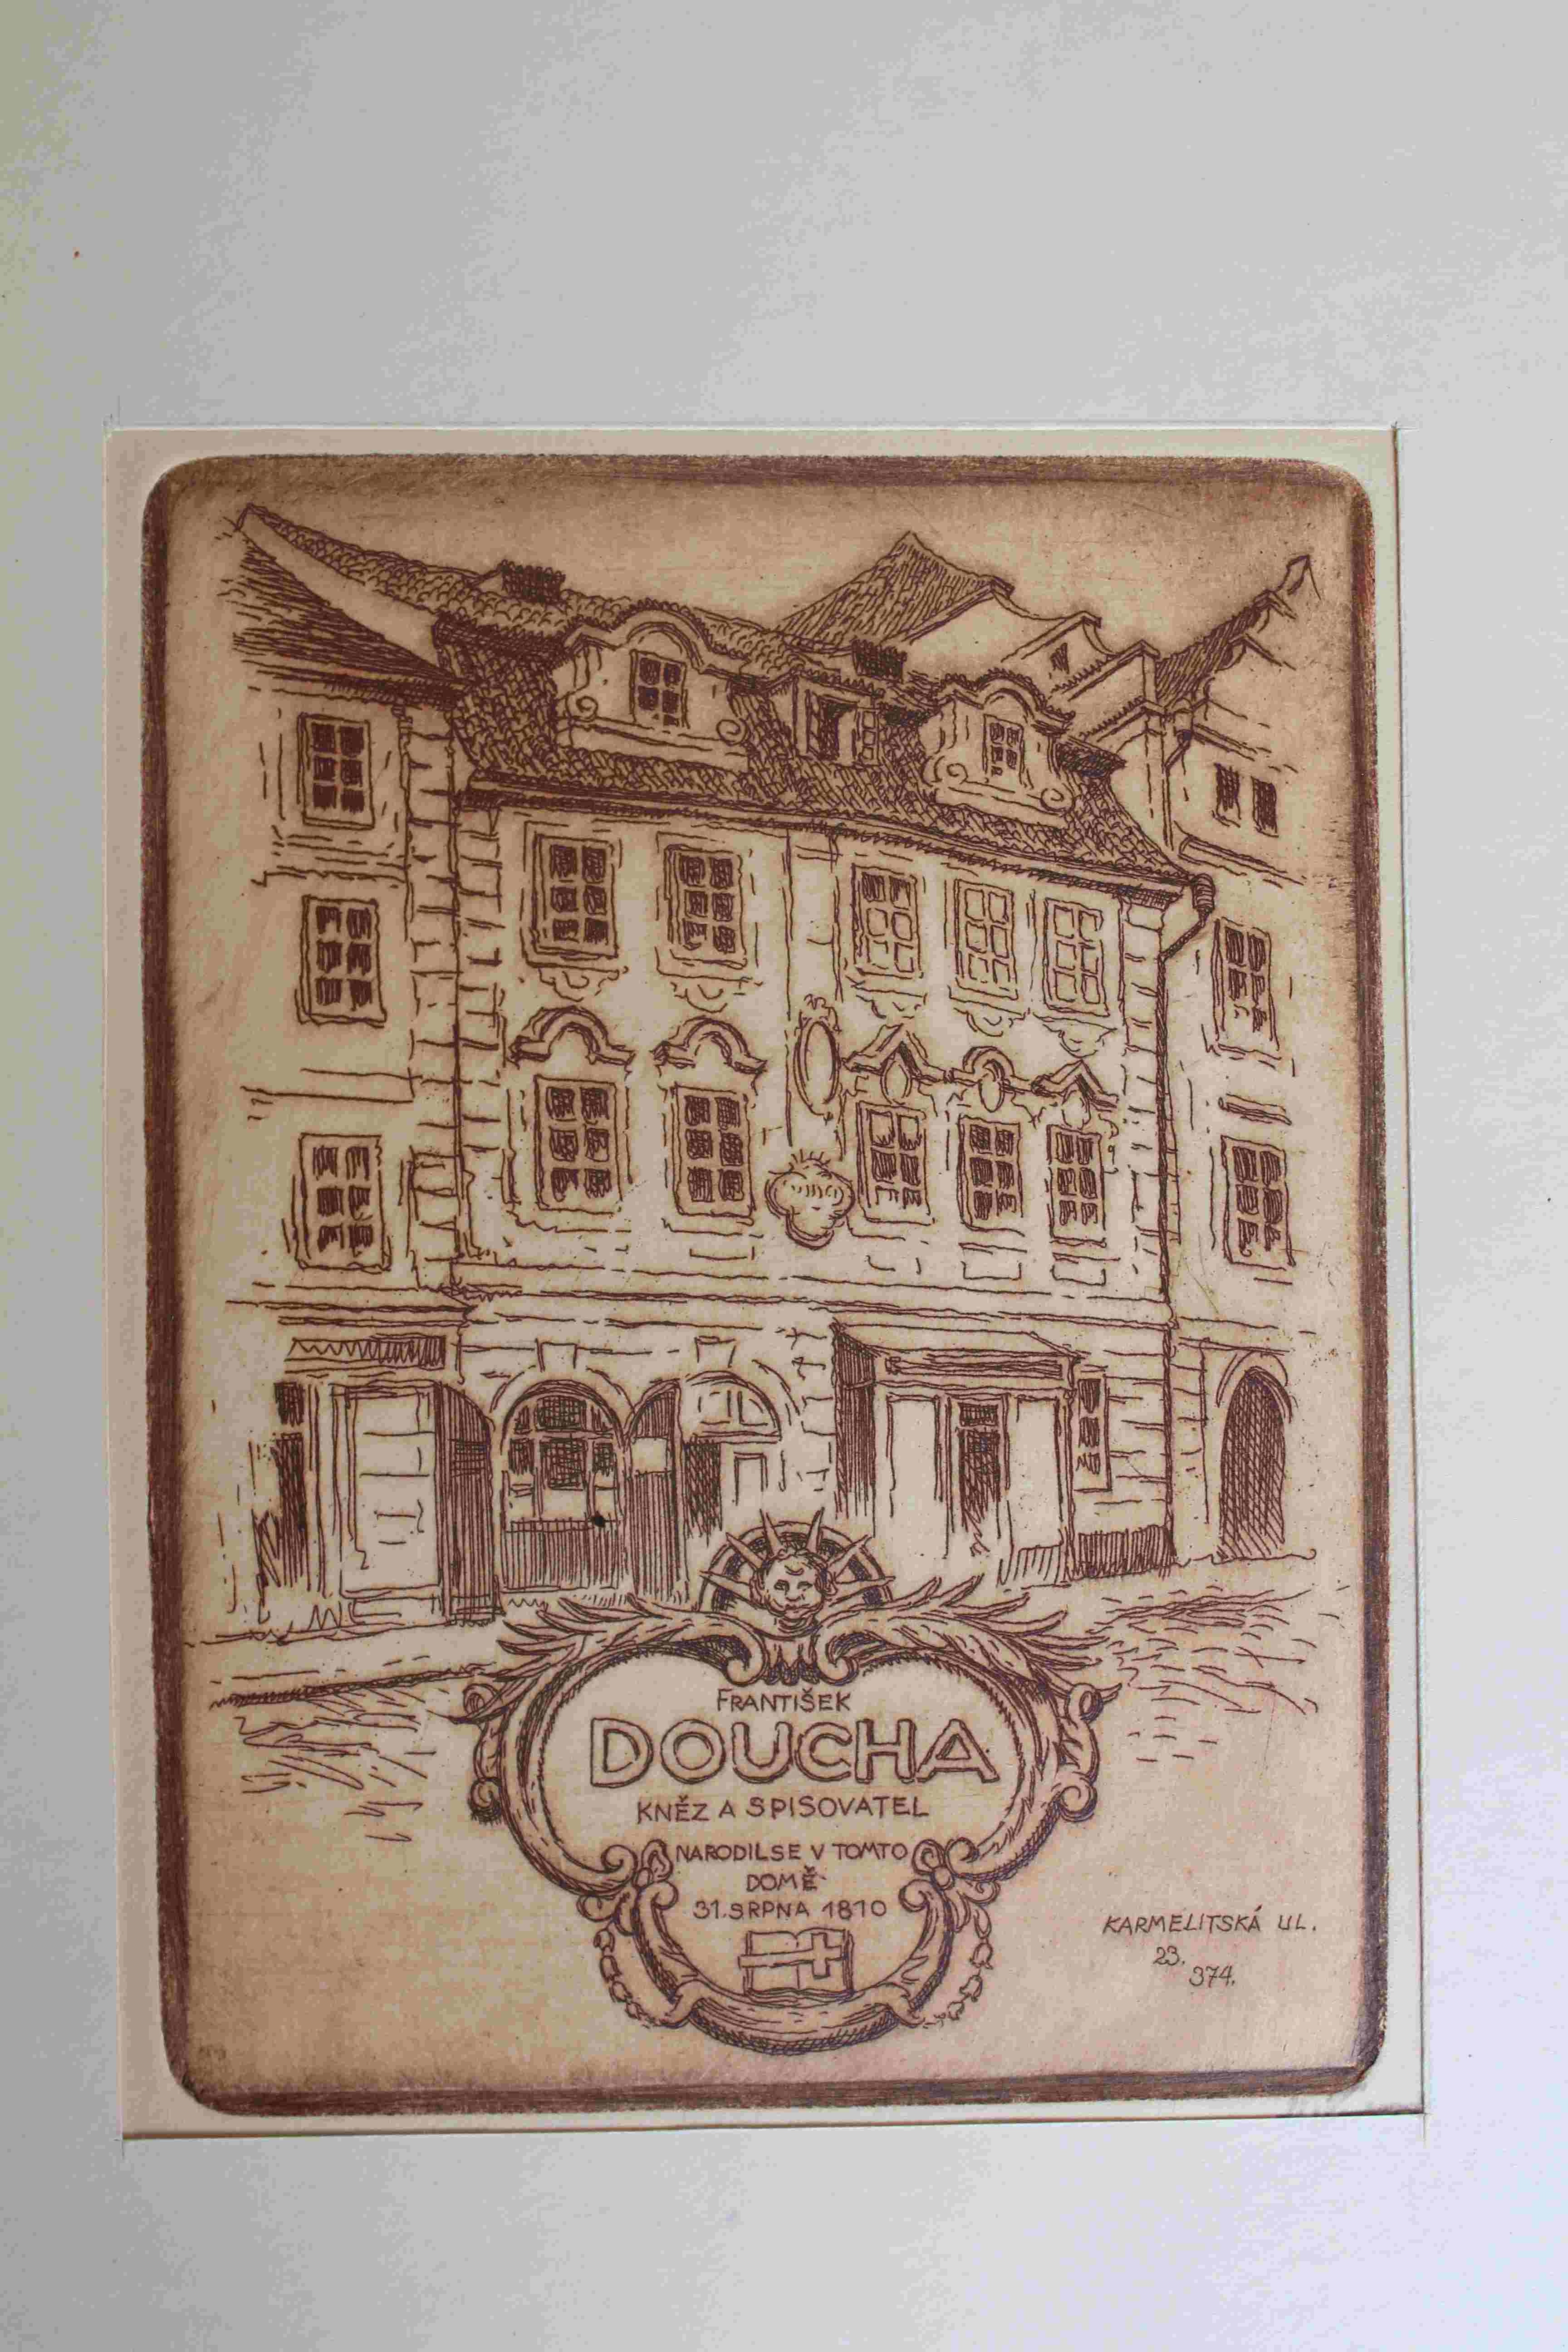 FRANTIŠEK
DOUCHA
KNĚZ A SPISOVATEL
NARODIL SE V TOMTO
DOMĚ
31. SRPNA 1810
KARMELITSKÁ UL.
23.
374.